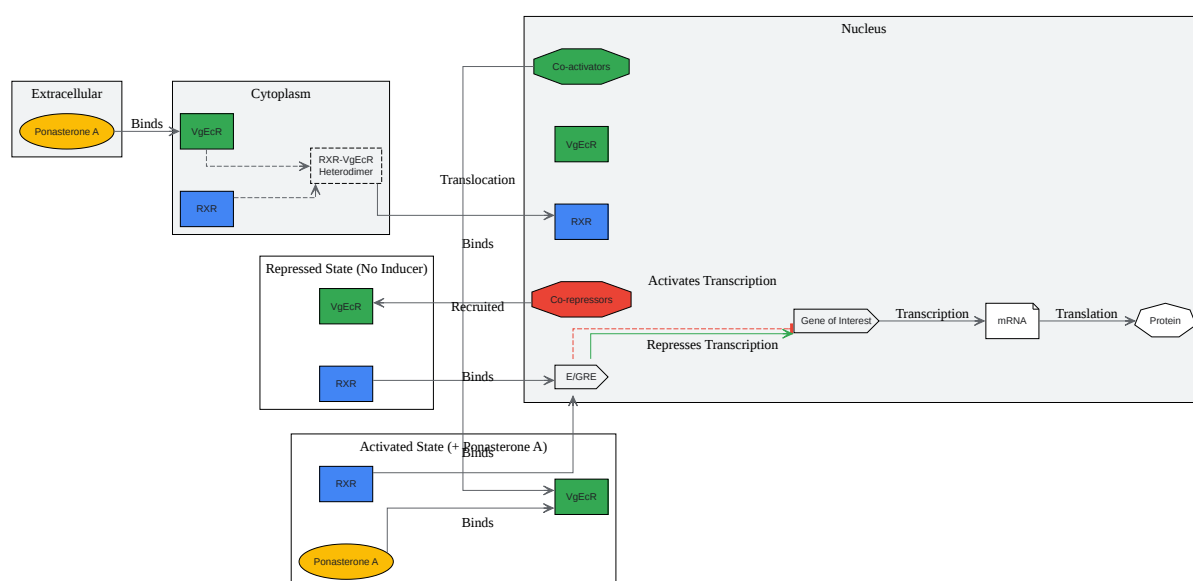 Nucleus
Co-activators
Extracellular
Ponasterone A
Binds
Cytoplasm
VgEcR
RXR-VgEcR
Heterodimer
RXR
VgEcR
Translocation
RXR
Binds
Repressed State (No Inducer)
VgEcR
Recruited
Co-repressors
Activates Transcription
Gene of Interest
Transcription
mRNA
Translation
Protein
Represses Transcription
RXR
Binds
E/GRE
Activated State (+ Ponasterone A)
Binds
RXR
VgEcR
Binds
Ponasterone A